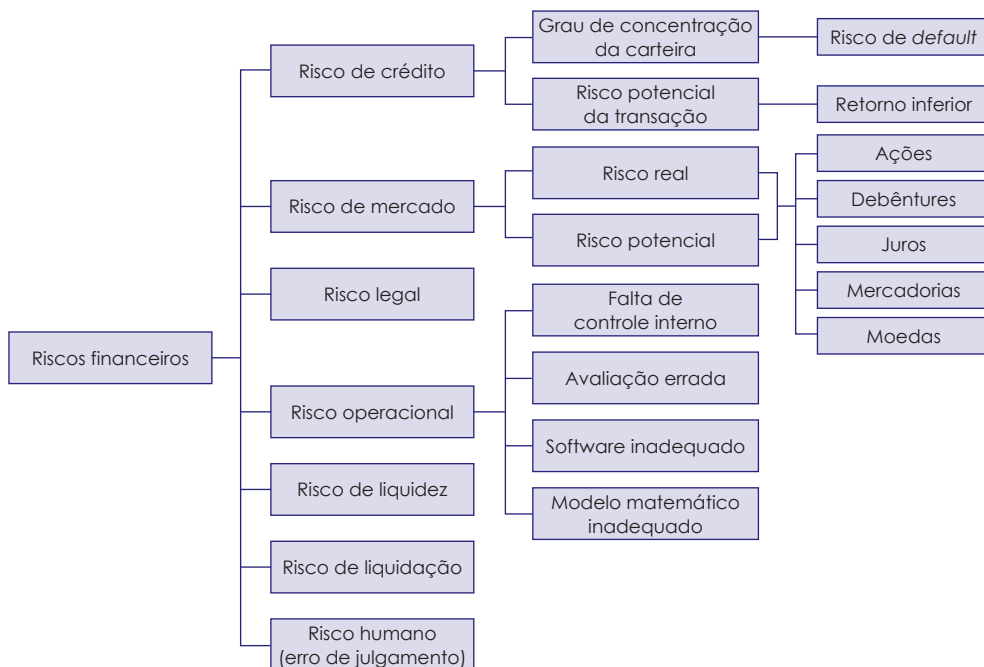 Riscos financeiros
Risco de crédito
Grau de concentração
da carteira
Risco de default
Risco potencial
da transação
Retorno inferior
Risco de mercado
Risco real
Risco potencial
Ações
Debêntures
Juros
Mercadorias
Moedas
Risco legal
Risco operacional
Falta de
controle interno
Avaliação errada
Software inadequado
Modelo matemático
inadequado
Risco de liquidez
Risco de liquidação
Risco humano
(erro de julgamento)